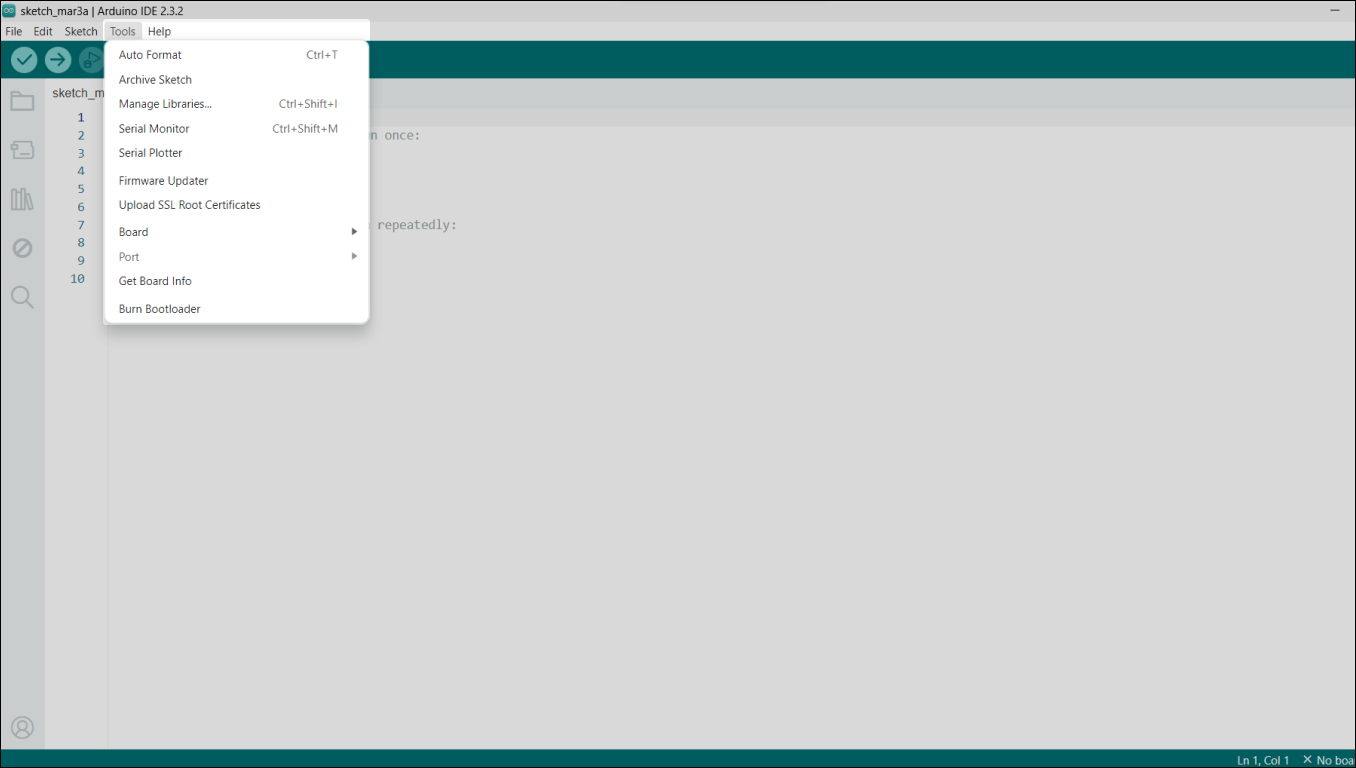 sketch_mar3a | Arduino IDE 2.3.2
File Edit Sketch Tools Help
Auto Format Ctrl+T
Archive Sketch
Manage Libraries... Ctrl+Shift+I
Serial Monitor Ctrl+Shift+M
Serial Plotter
Firmware Updater
Upload SSL Root Certificates
Board
Port
Get Board Info
Burn Bootloader
sketch_m
1
2 once:
3
4
5
6
7 repeatedly:
8
9
10
Ln 1, Col 1 No boa